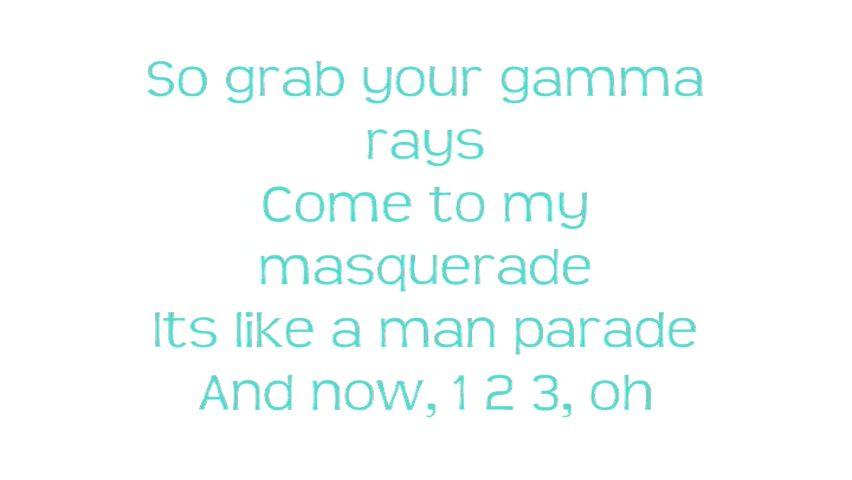 So grab your gamma
rays
Come to my
masquerade
Its like a man parade
And now, 1 2 3, oh